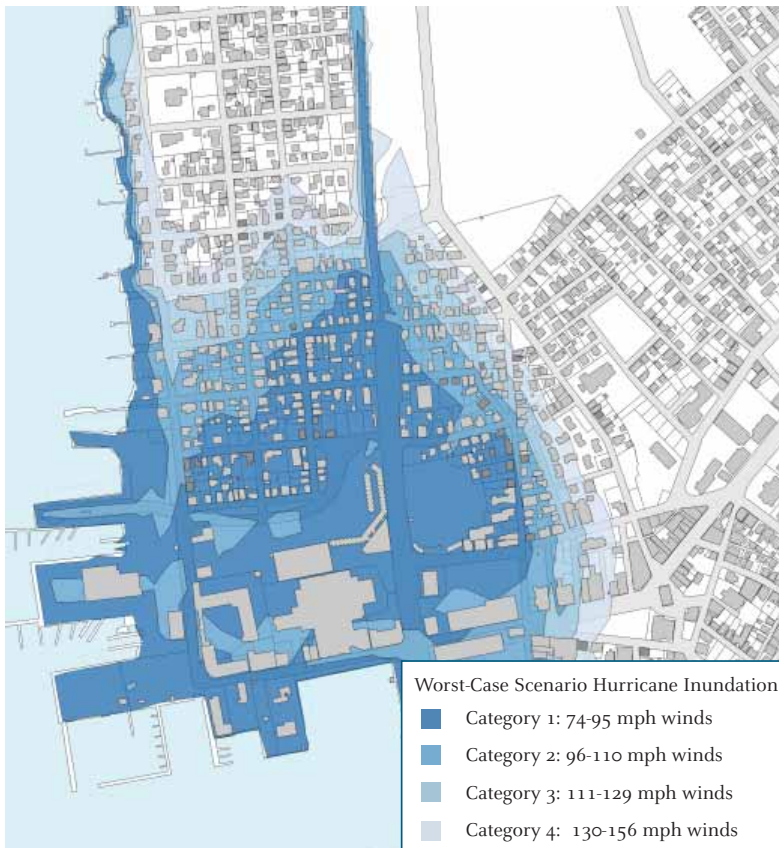 Worst-Case Scenario Hurricane Inundation
Category 1: 74-95 mph winds
Category 2: 96-110 mph winds
Category 3: 111-129 mph winds
Category 4: 130-156 mph winds